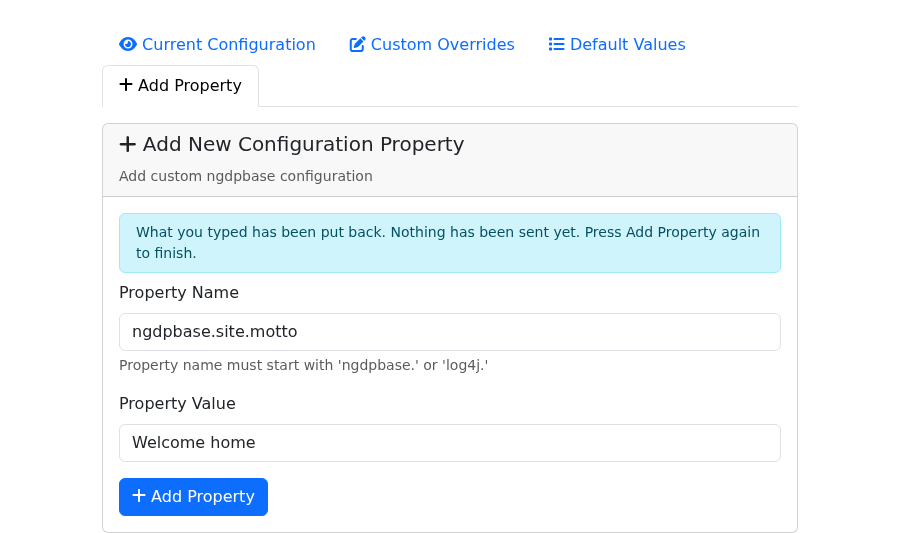 Current Configuration
Custom Overrides
Default Values
Add Property
Add New Configuration Property
Add custom ngdpbase configuration
What you typed has been put back. Nothing has been sent yet. Press Add Property again
to finish.
Property Name
ngdpbase.site.motto
Property name must start with 'ngdpbase.' or 'log4j.'
Property Value
Welcome home
Add Property